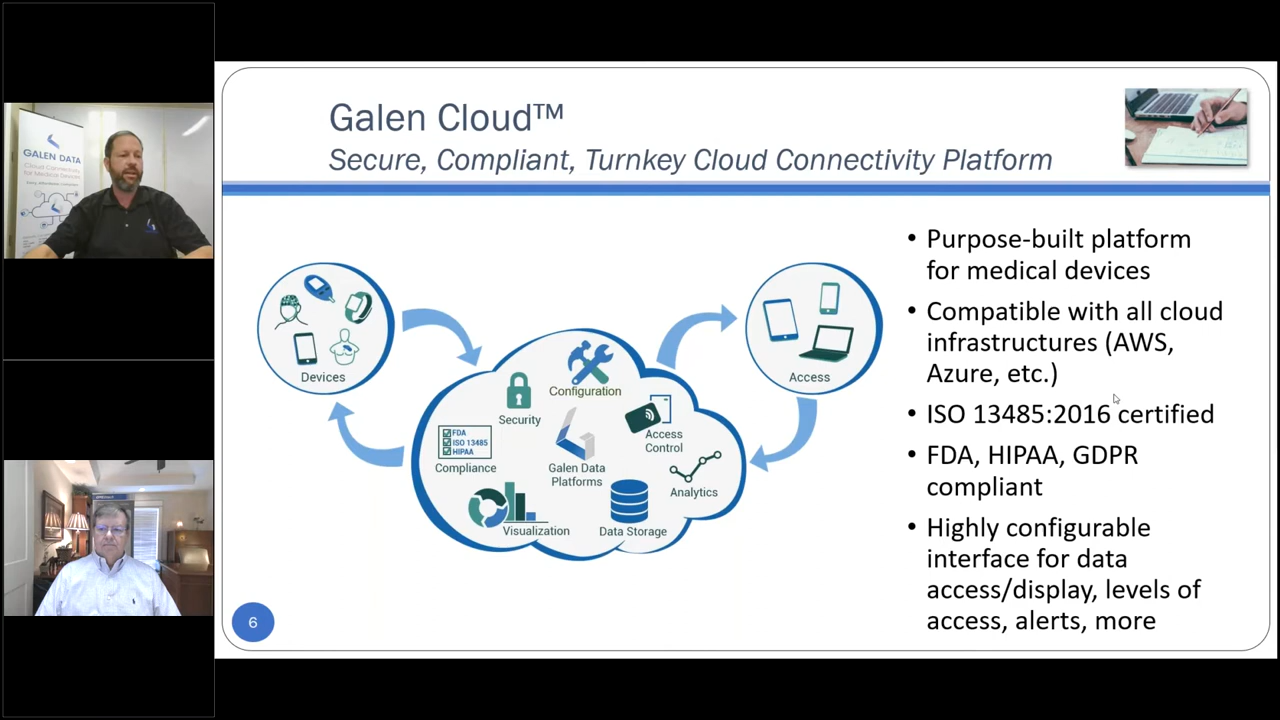 GALEN DATA
Cloud Connectivity
for Medical Devices
Galen Cloud™
Secure, Compliant, Turnkey Cloud Connectivity Platform
Devices
Access
Configuration
Security
Access
Control
FDA
ISO 13485
HIPAA
Compliance
Galen Data
Platforms
Analytics
Visualization
Data Storage
• Purpose-built platform
for medical devices
• Compatible with all cloud
infrastructures (AWS,
Azure, etc.)
• ISO 13485:2016 certified
• FDA, HIPAA, GDPR
compliant
• Highly configurable
interface for data
access/display, levels of
access, alerts, more
6